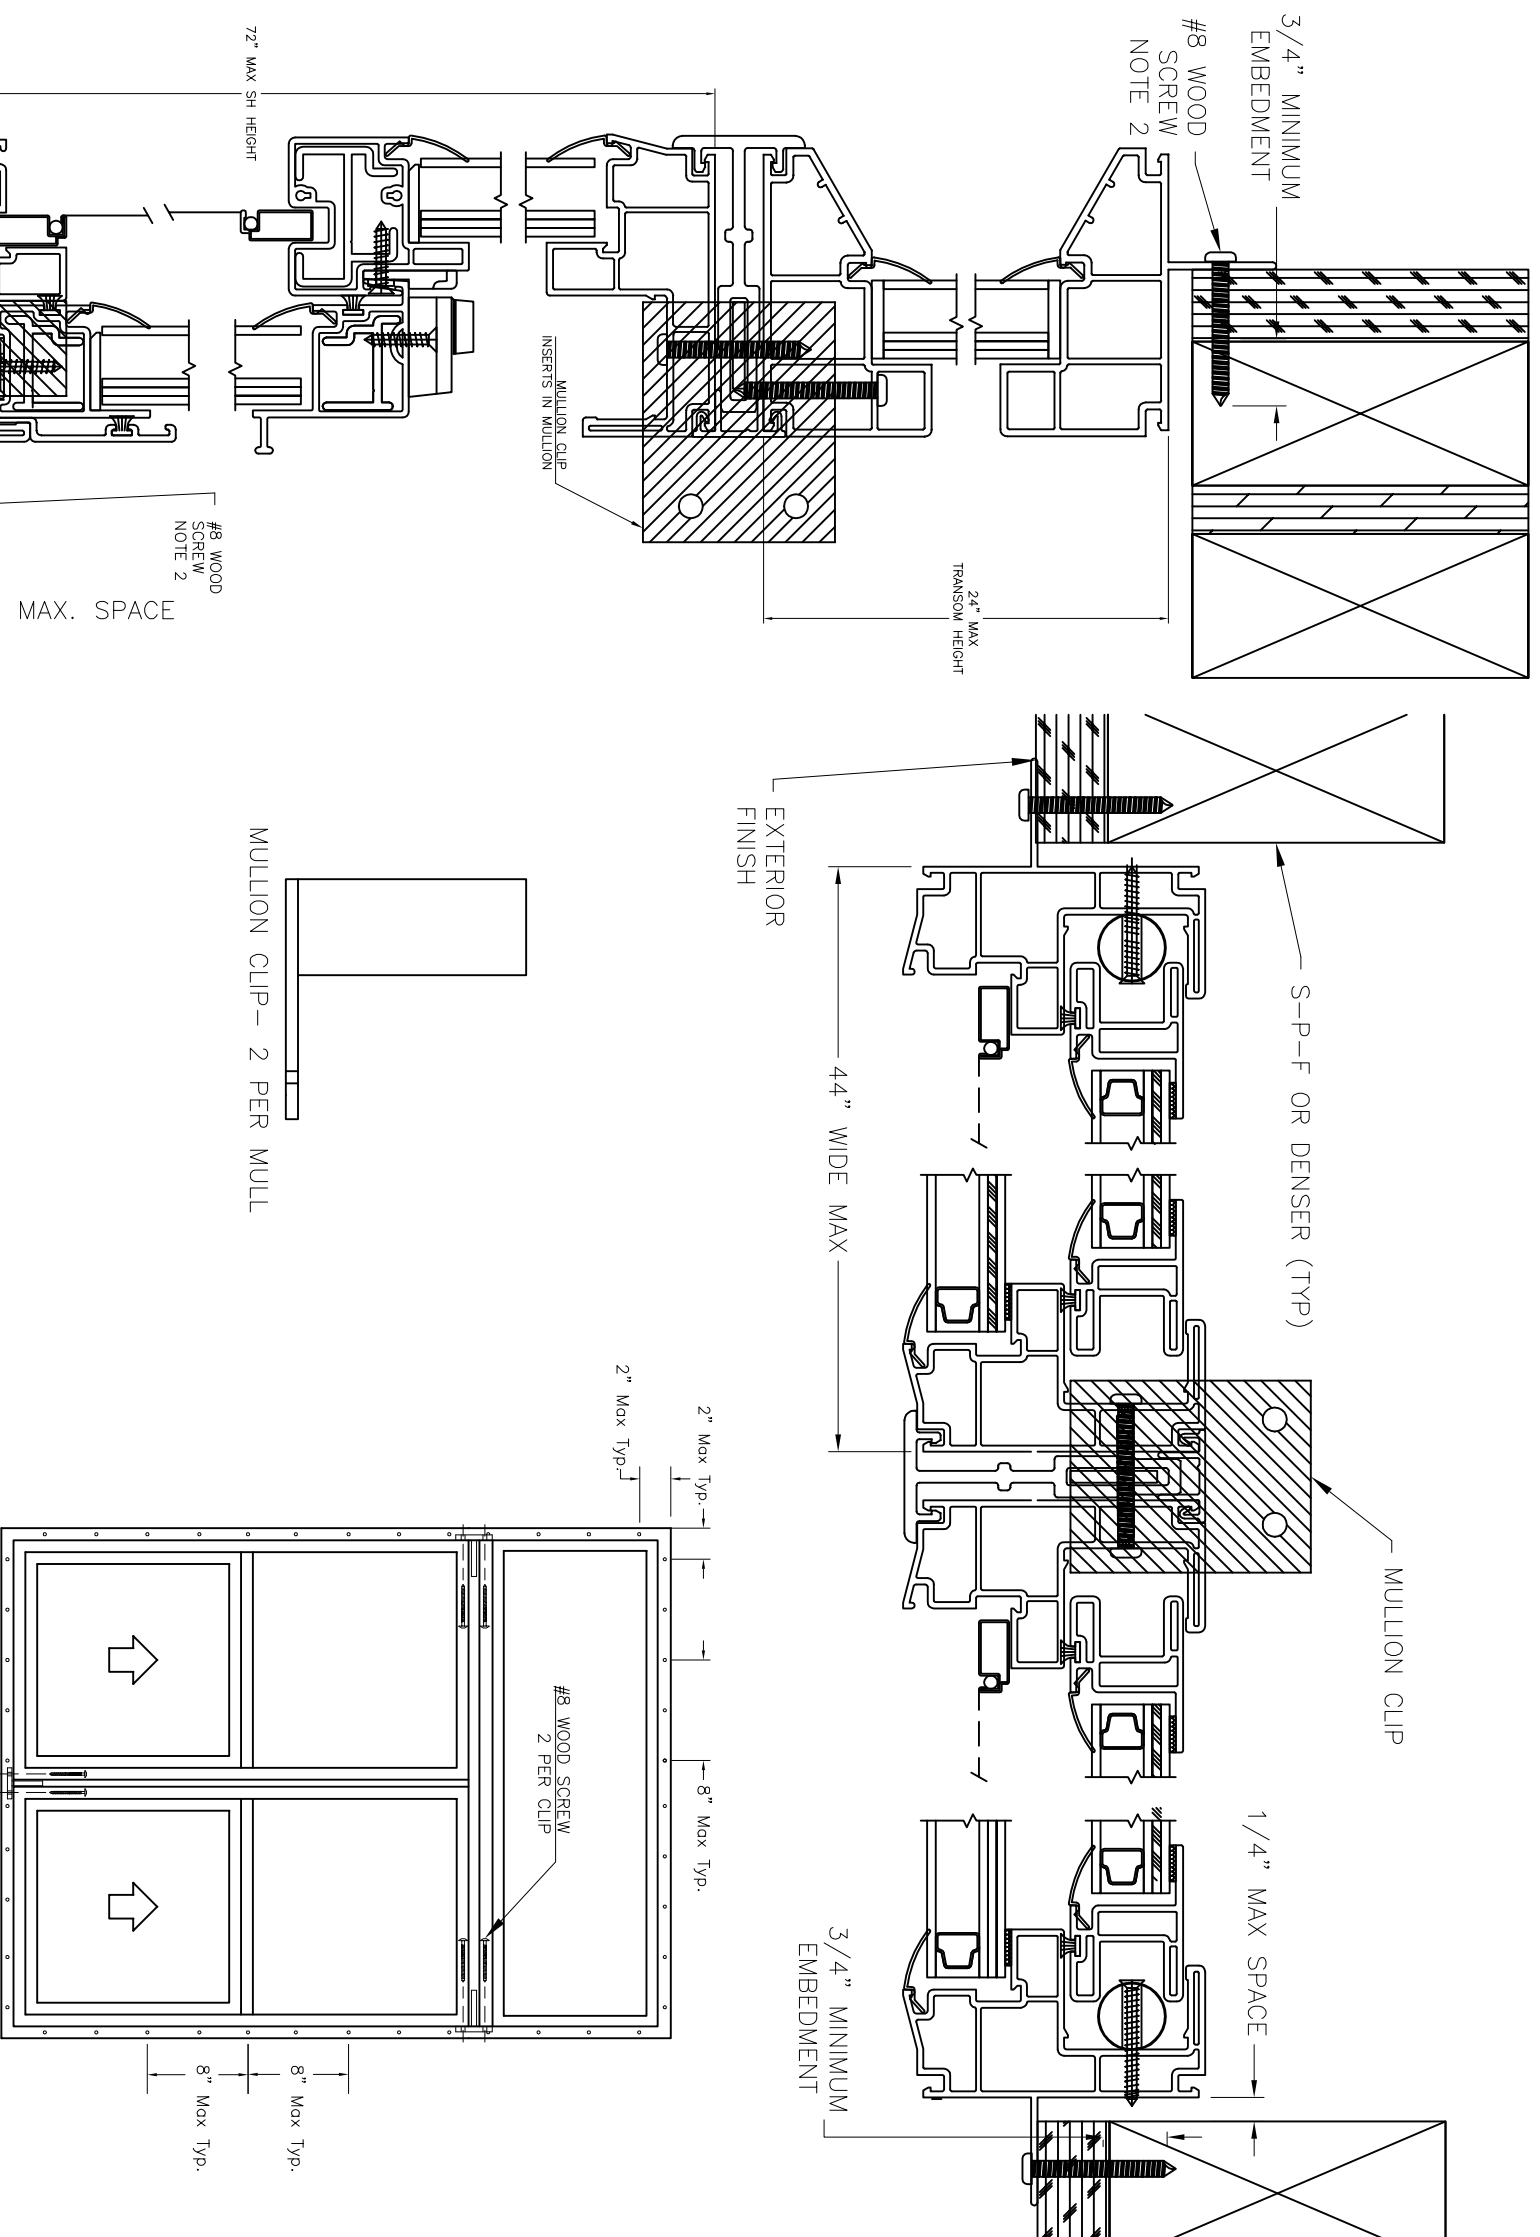 3/4" MINIMUM
EMBEDMENT
#8 WOOD
SCREW
NOTE 2
72" MAX SH HEIGHT
MULLION CLIP
INSERTS IN MULLION
24" MAX
TRANSOM HEIGHT
#8 WOOD
SCREW
NOTE 2
MAX. SPACE
S-P-F OR DENSER (TYP)
EXTERIOR
FINISH
44" WIDE MAX
MULLION CLIP
1/4" MAX SPACE
3/4" MINIMUM
EMBEDMENT
MULLION CLIP- 2 PER MULL
2" Max Typ.
2" Max Typ.
8" Max Typ.
#8 WOOD SCREW
2 PER CLIP
8" Max Typ.
8" Max Typ.